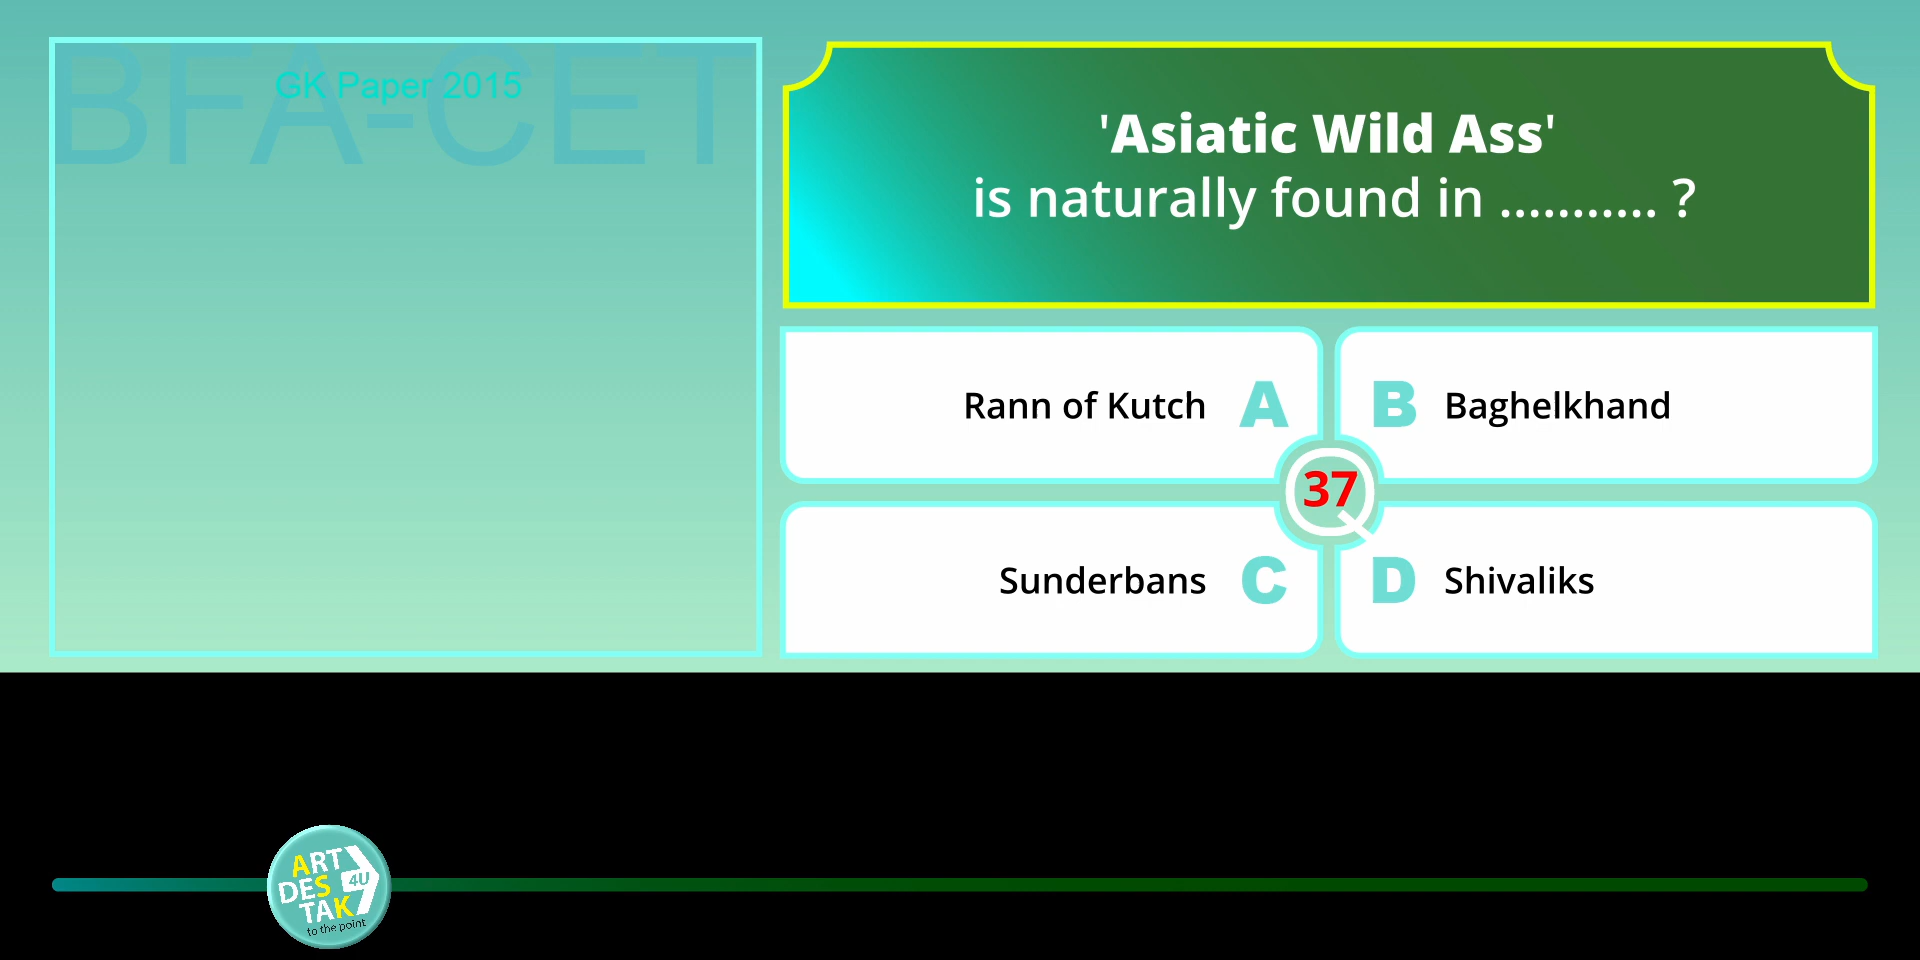 BFA-CET
GK Paper 2015
'Asiatic Wild Ass'
is naturally found in ........... ?
Rann of Kutch A
B Baghelkhand
37
Sunderbans C
D Shivaliks
ART
DES 4U
TAK
to the point